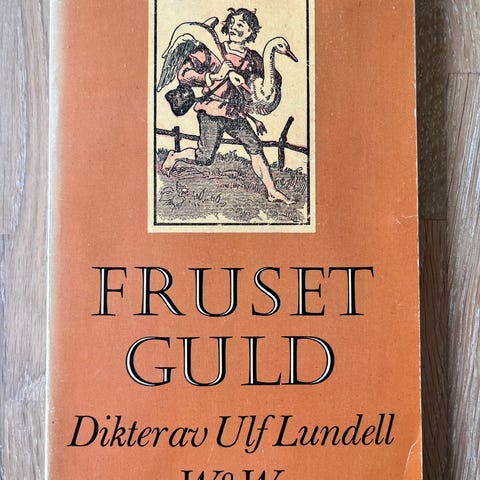 FRUSET
GULD
Dikter av Ulf Lundell
W&W